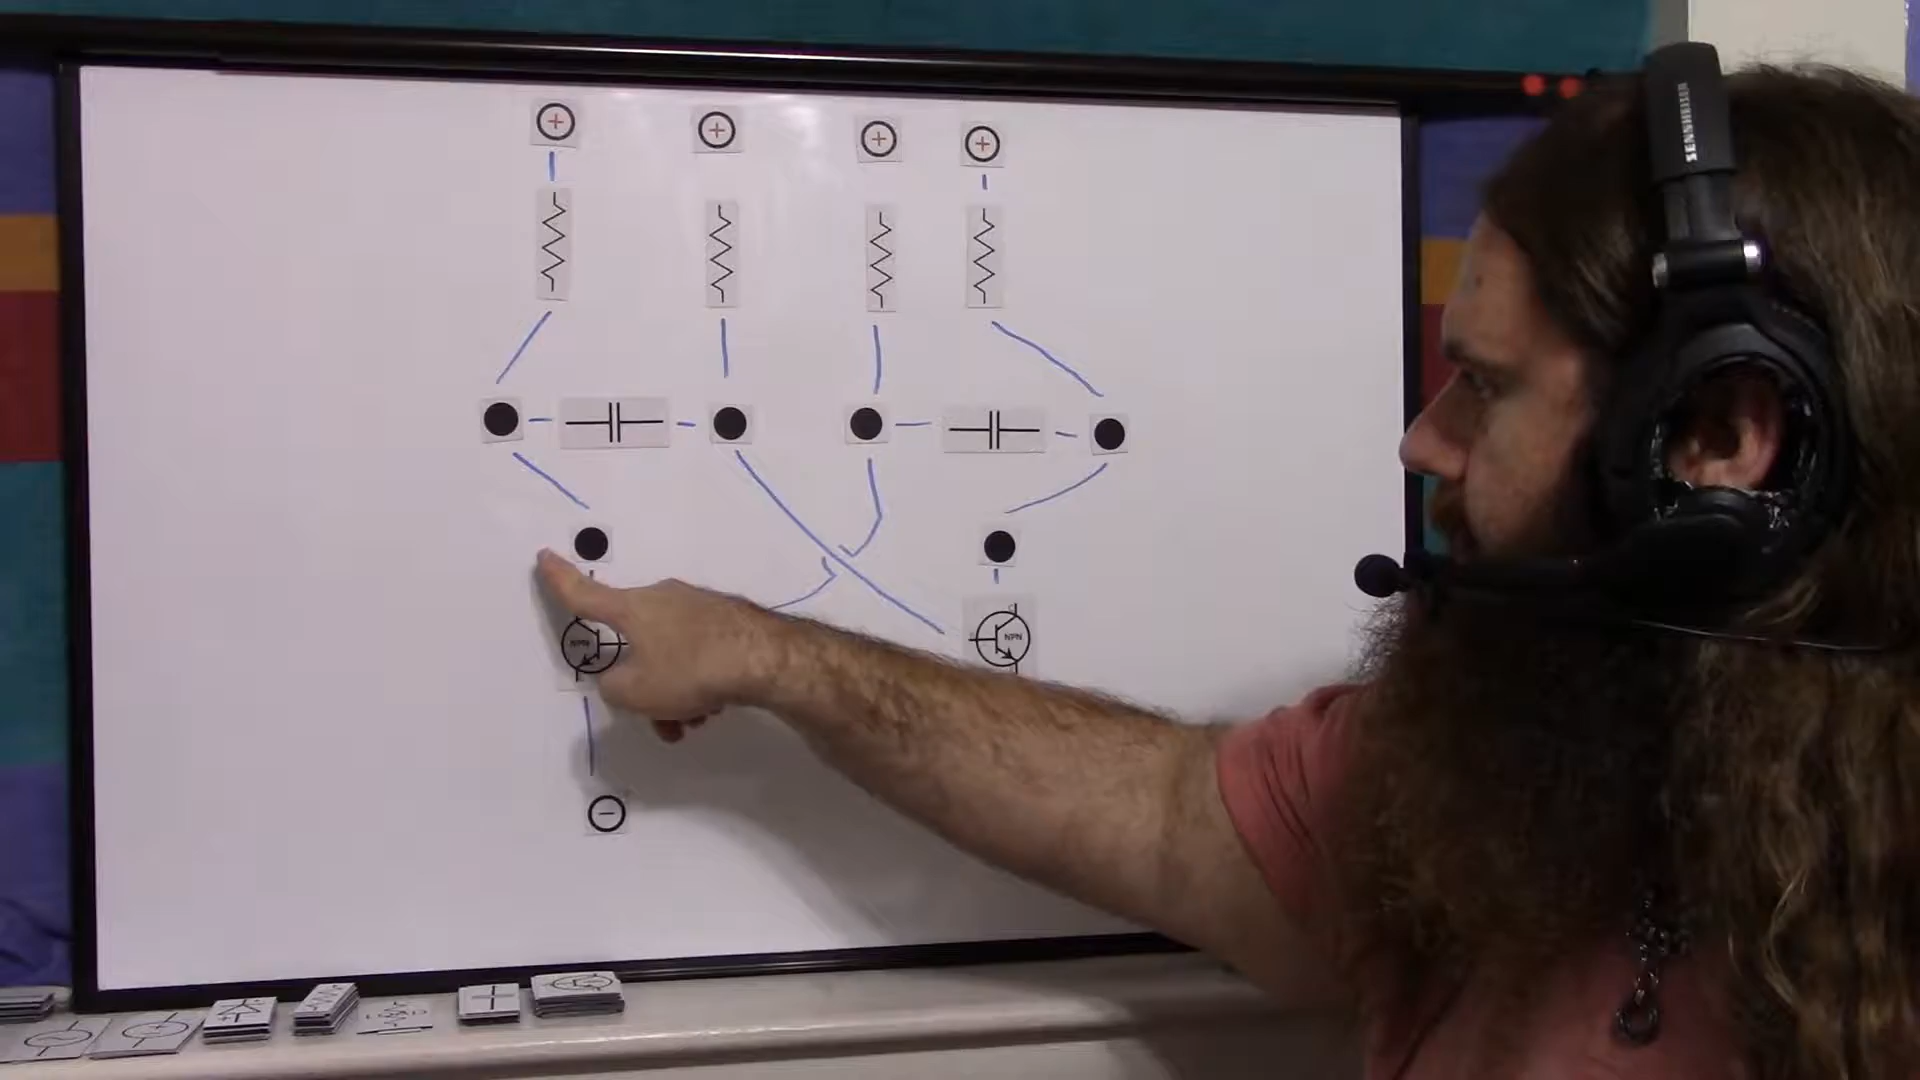 SENNHEISER
+
+
+
+
NPN
NPN
−